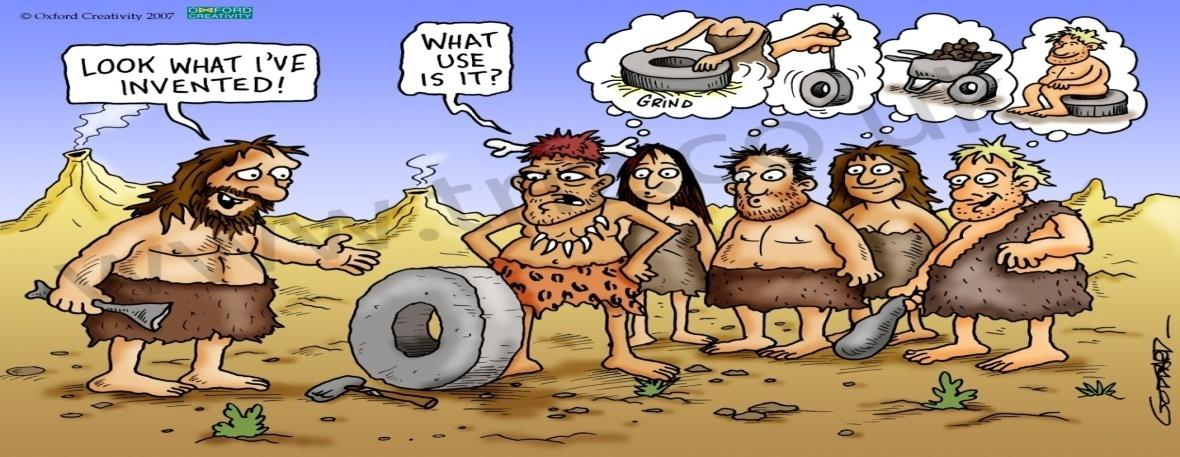 © Oxford Creativity 2007
OXFORD
CREATIVITY
LOOK WHAT I'VE
INVENTED!
WHAT
USE
IS IT?
GRIND